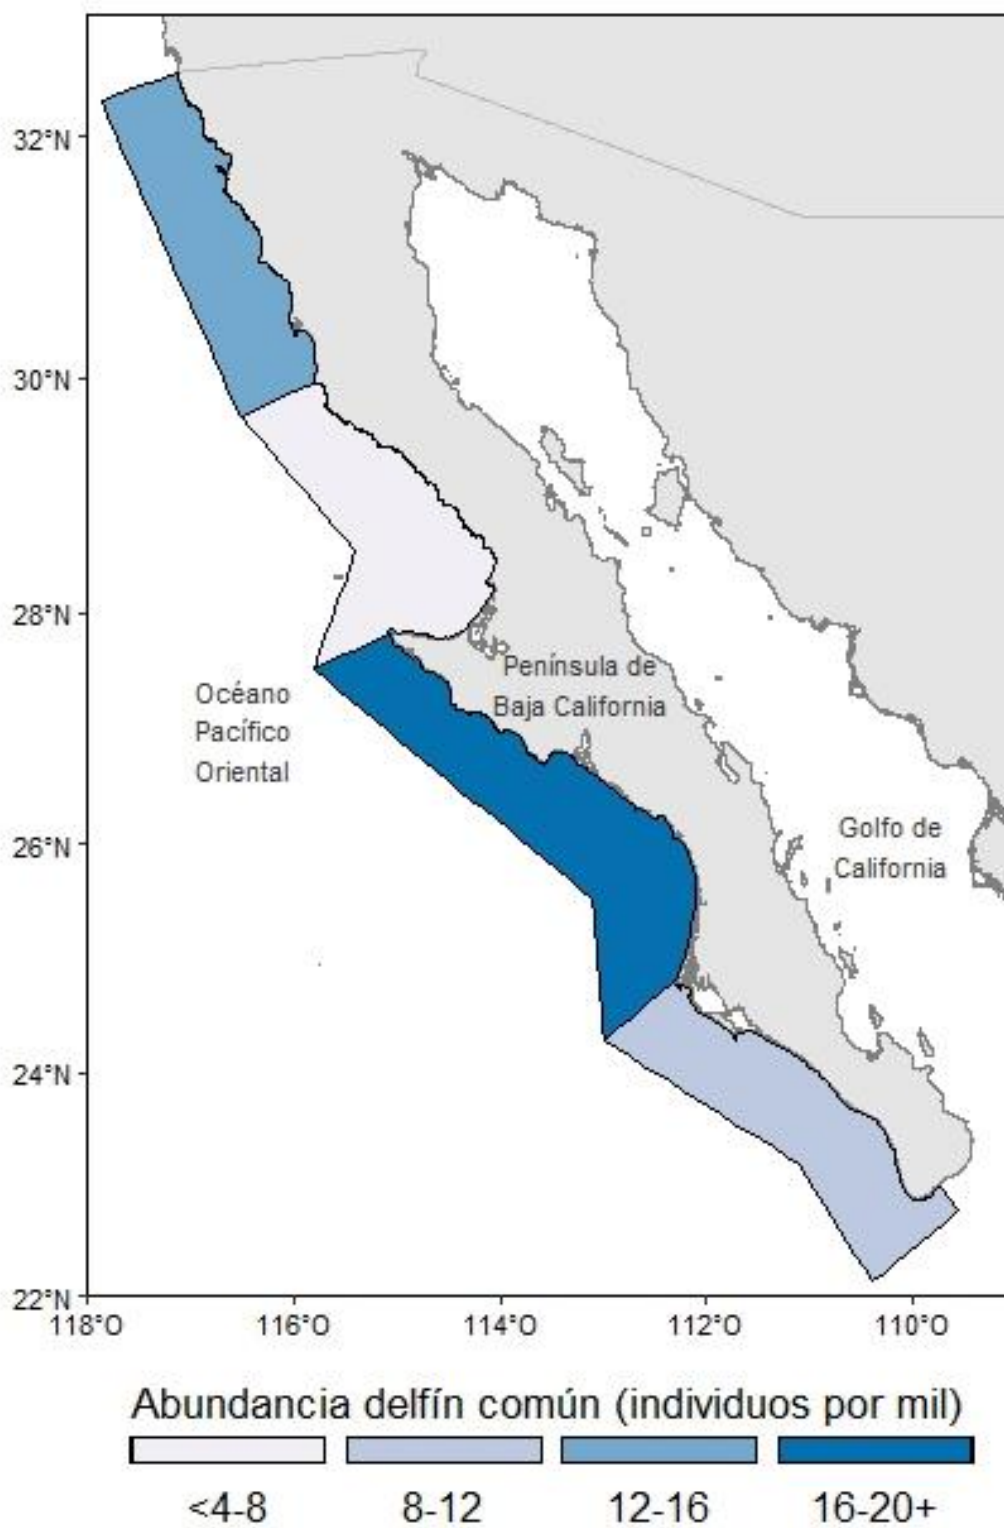 32°N
30°N
28°N
26°N
24°N
22°N
Península de
Baja California
Océano
Pacífico
Oriental
Golfo de
California
118°O 116°O 114°O 112°O 110°O
Abundancia delfín común (individuos por mil)
<4-8 8-12 12-16 16-20+